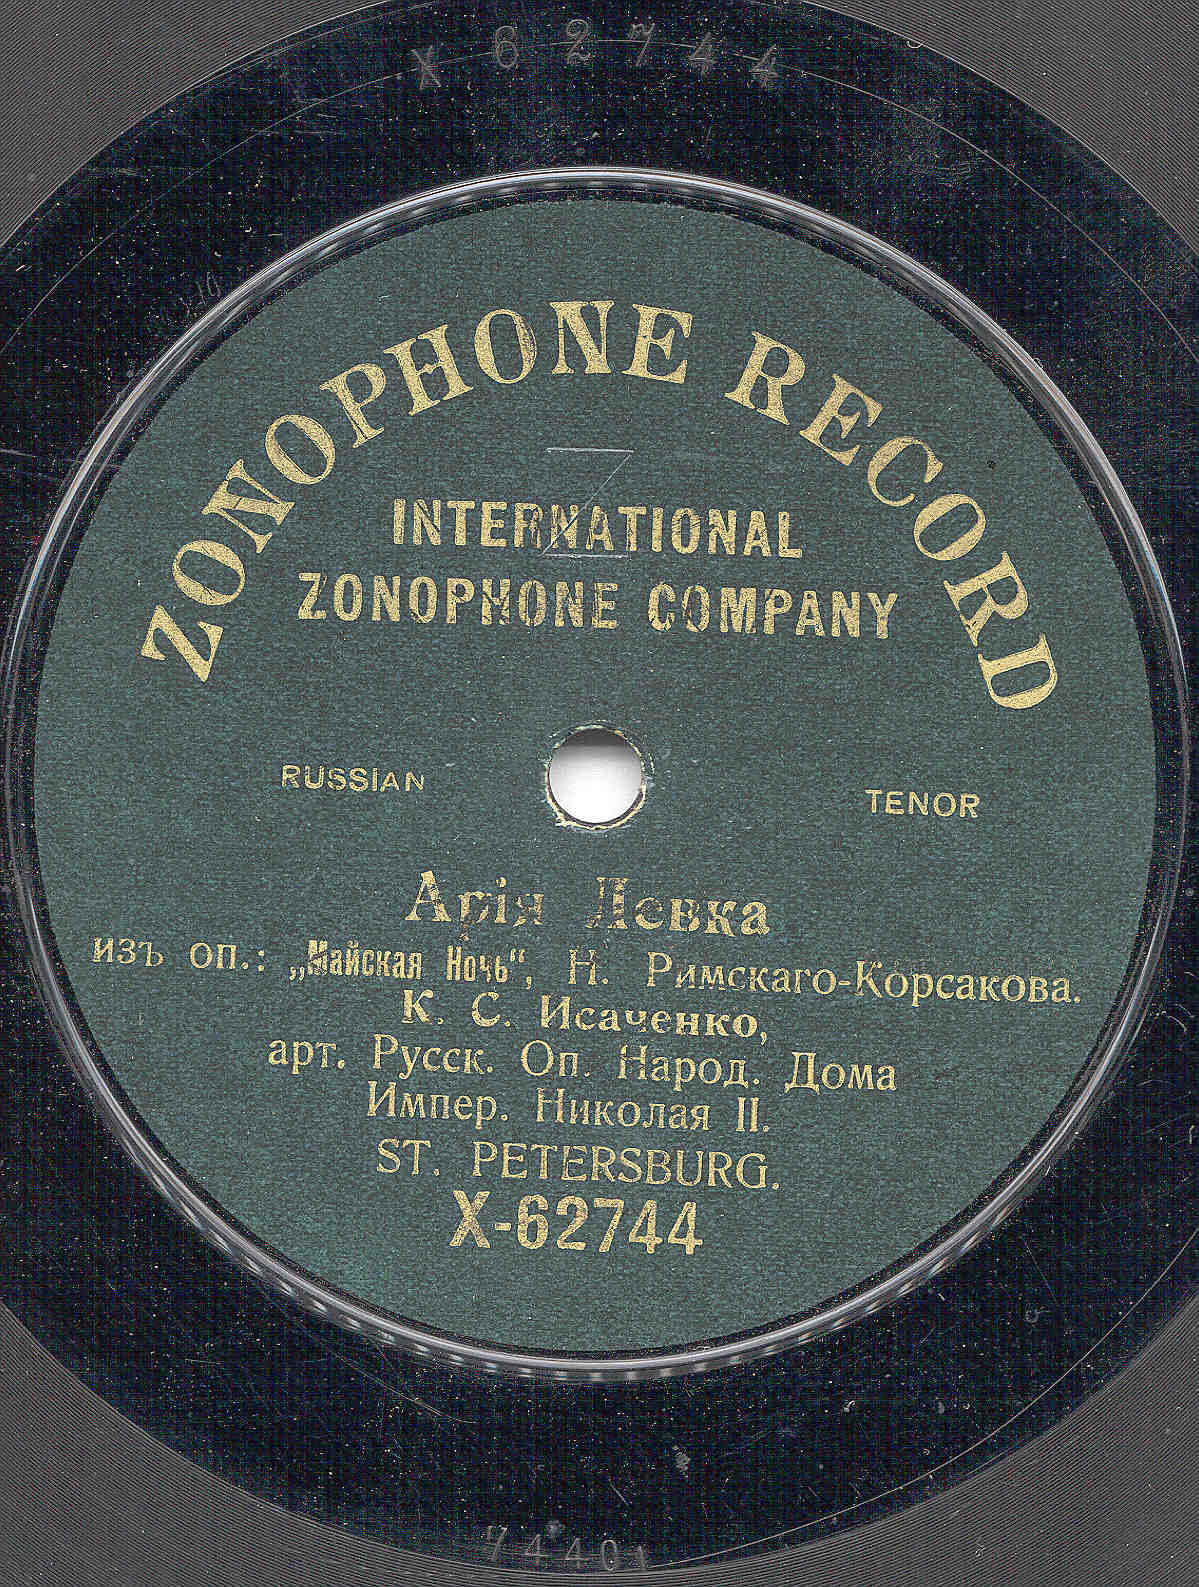 X 62744
ZONOPHONE RECORD
Z
INTERNATIONAL
ZONOPHONE COMPANY
RUSSIAN
TENOR
Арія Левка
изъ оп.: „Майская Ночь“, Н. Римскаго-Корсакова.
К. С. Исаченко,
арт. Русск. Оп. Народ. Дома
Импер. Николая II.
ST. PETERSBURG.
X-62744
74401